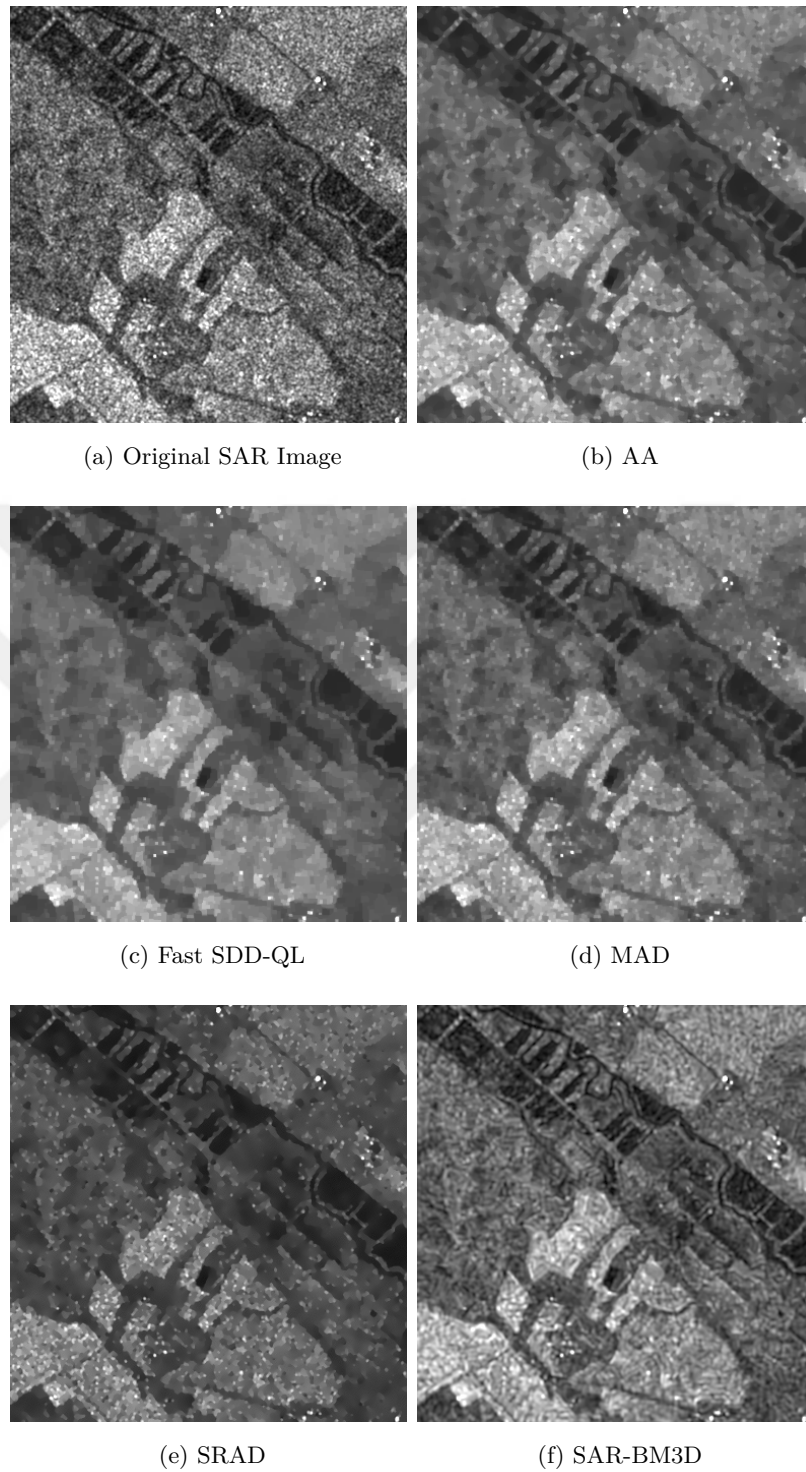 (a) Original SAR Image
(b) AA
(c) Fast SDD-QL
(d) MAD
(e) SRAD
(f) SAR-BM3D